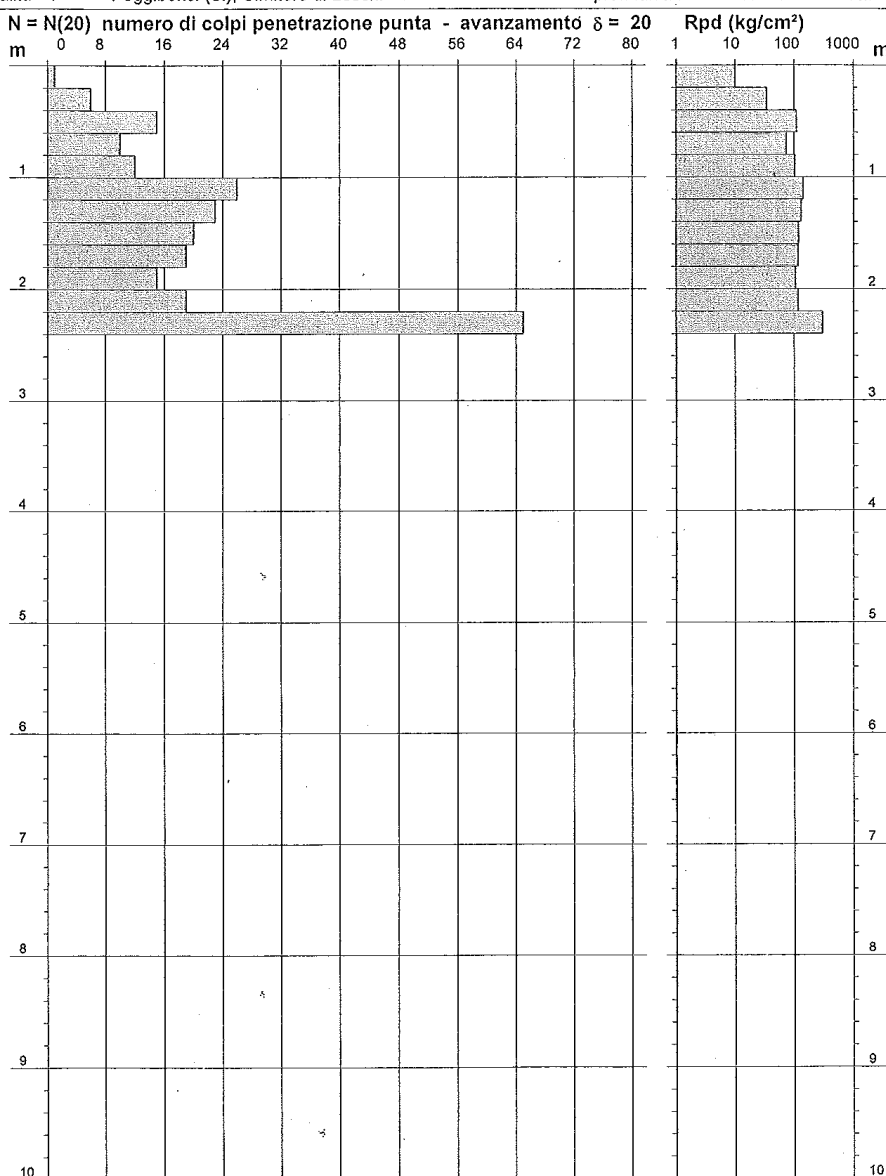 Poggibonsi (SI),
N = N(20) numero di colpi penetrazione punta - avanzamento δ = 20
Rpd (kg/cm²)
m 0 8 16 24 32 40 48 56 64 72 80
1 10 100 1000 m
1 1
2 2
3 3
4 4
5 5
6 6
7 7
8 8
9 9
10 10